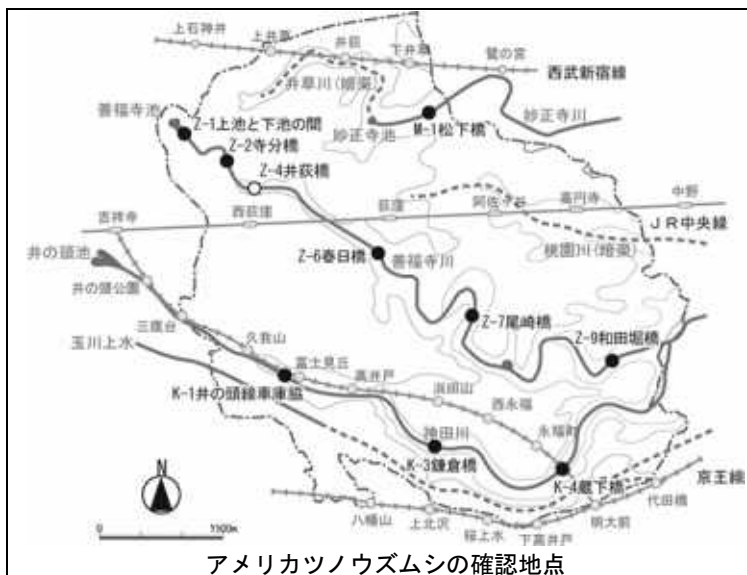 上石神井
上井草
井荻
下井草
鷺の宮
西武新宿線
井草川(暗渠)
善福寺池
Z-1上池と下池の間
妙正寺池
M-1松下橋
妙正寺川
Z-2寺分橋
Z-4井荻橋
吉祥寺
西荻窪
荻窪
阿佐ヶ谷
高円寺
中野
JR中央線
桃園川(暗渠)
井の頭池
井の頭公園
Z-6春日橋
善福寺川
三鷹台
玉川上水
久我山
Z-7尾崎橋
Z-9和田堀橋
富士見丘
高井戸
浜田山
K-1井の頭線車庫脇
西永福
永福町
神田川
K-3鎌倉橋
K-4蔵下橋
京王線
代田橋
明大前
下高井戸
桜上水
上北沢
八幡山
N
0
1100m
アメリカツノウズムシの確認地点